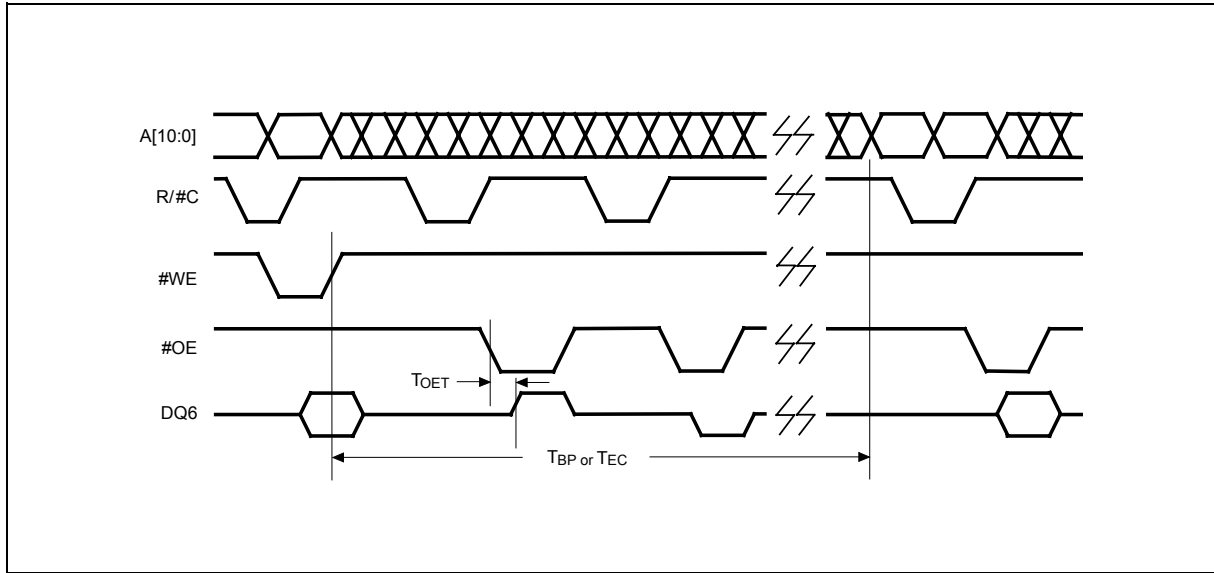 A[10:0]
R/#C
#WE
#OE
TOET
DQ6
TBP or TEC